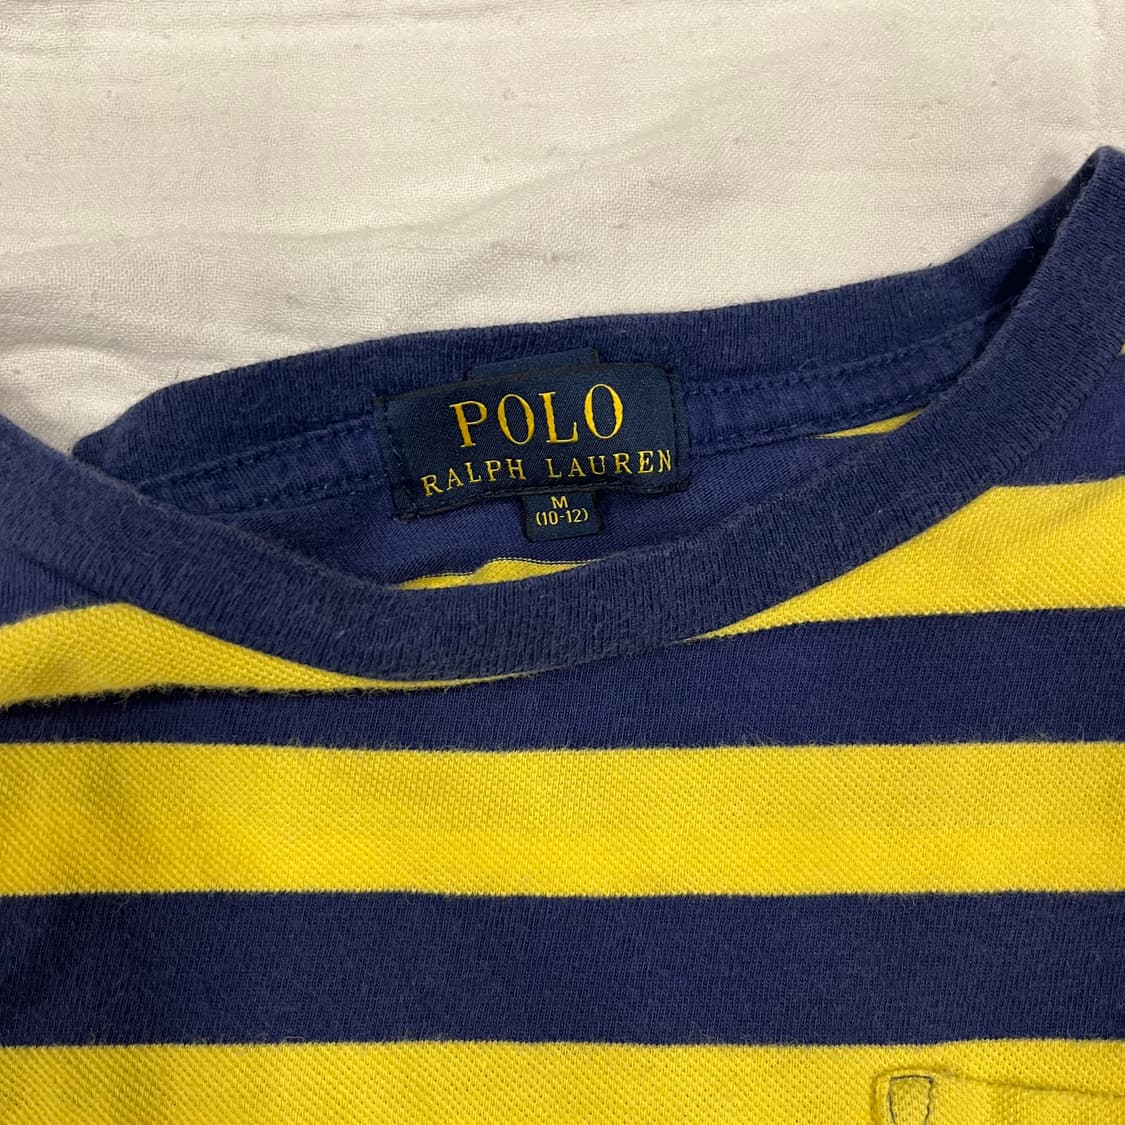 POLO
RALPH LAUREN
M
(10-12)